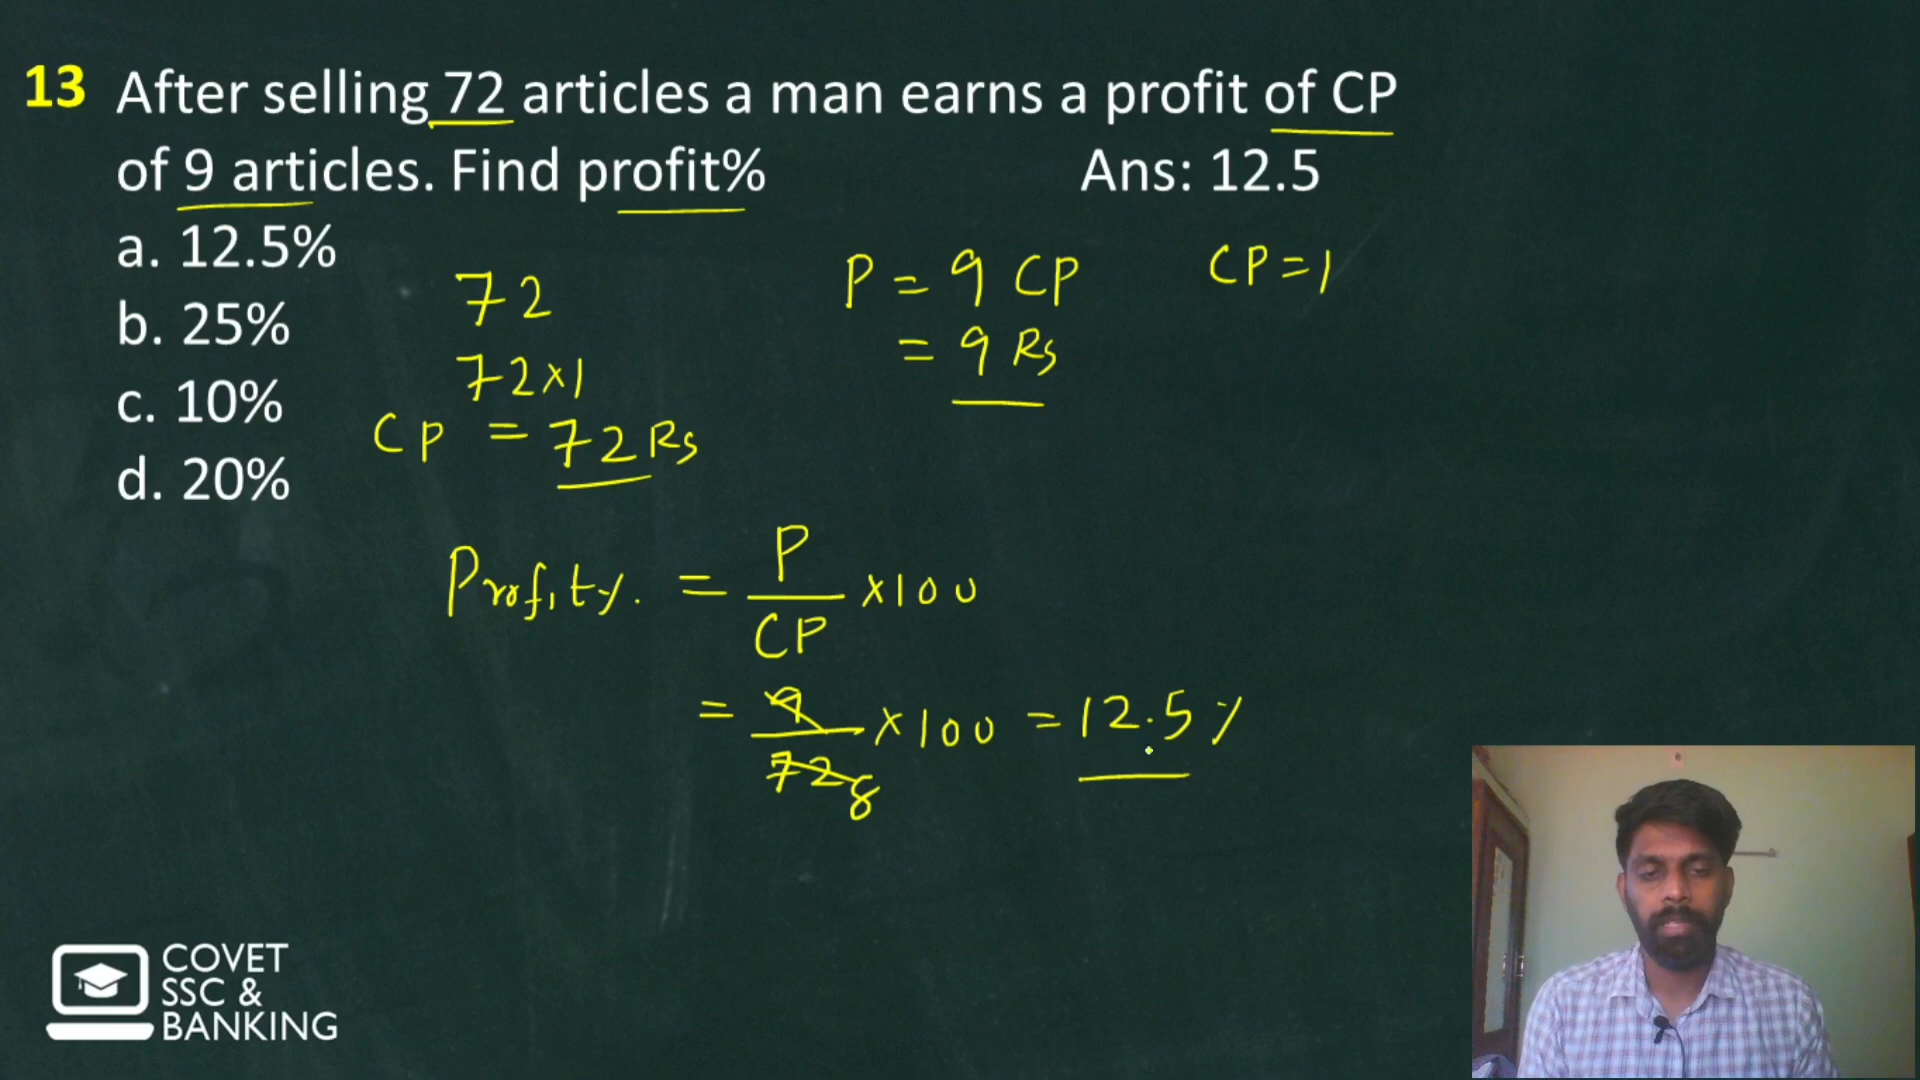 13 After selling 72 articles a man earns a profit of CP
of 9 articles. Find profit% Ans: 12.5
a. 12.5%
b. 25%
c. 10%
d. 20%
72
72×1
CP = 72 Rs
P = 9 CP
= 9 Rs
CP = 1
Profit% = P/CP ×100
= 9/72 8 ×100 = 12.5%
COVET
SSC &
BANKING